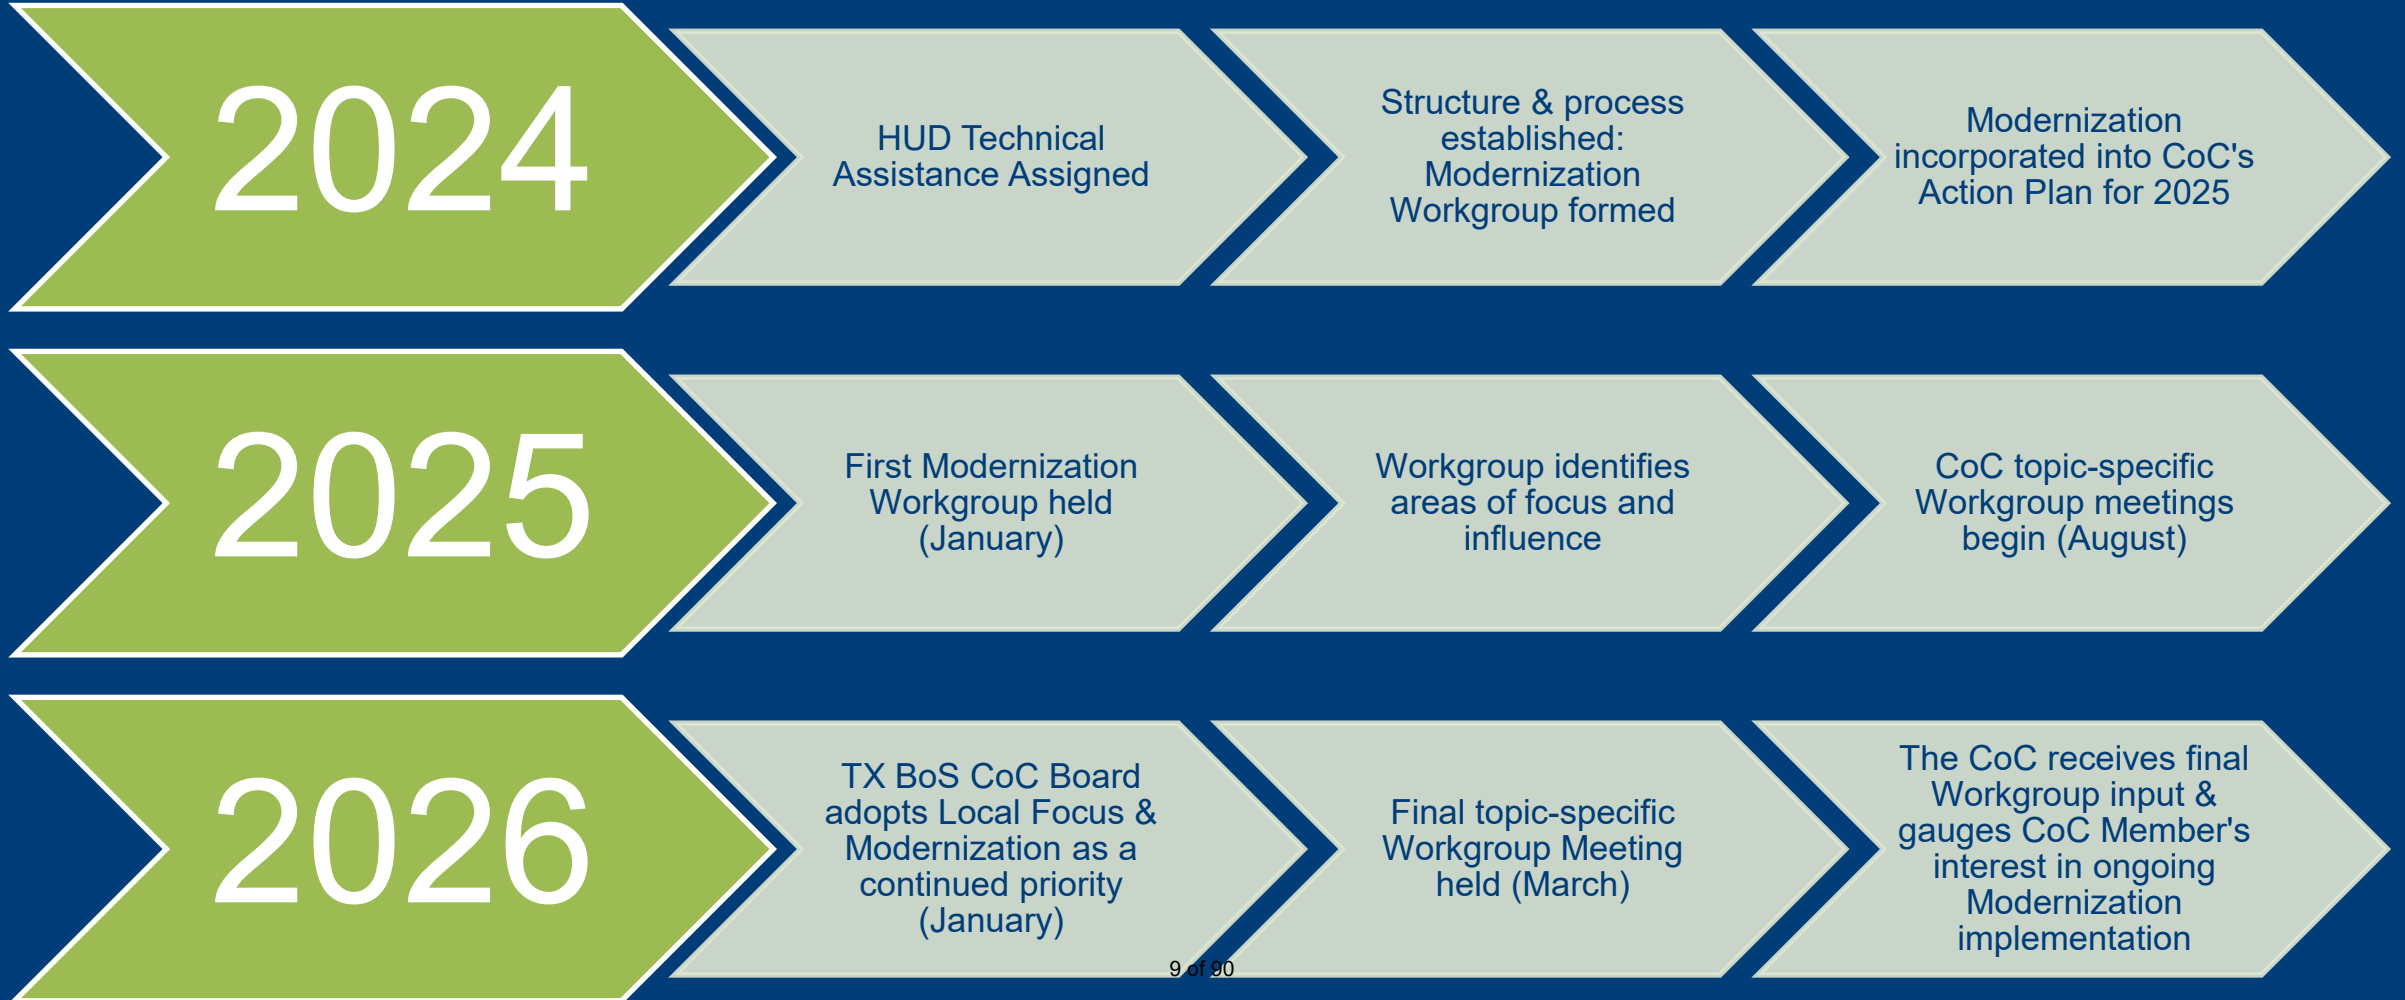 2024
HUD Technical
Assistance Assigned
Structure & process
established:
Modernization
Workgroup formed
Modernization
incorporated into CoC's
Action Plan for 2025
2025
First Modernization
Workgroup held
(January)
Workgroup identifies
areas of focus and
influence
CoC topic-specific
Workgroup meetings
begin (August)
2026
TX BoS CoC Board
adopts Local Focus &
Modernization as a
continued priority
(January)
Final topic-specific
Workgroup Meeting
held (March)
The CoC receives final
Workgroup input &
gauges CoC Member's
interest in ongoing
Modernization
implementation
9 of 90